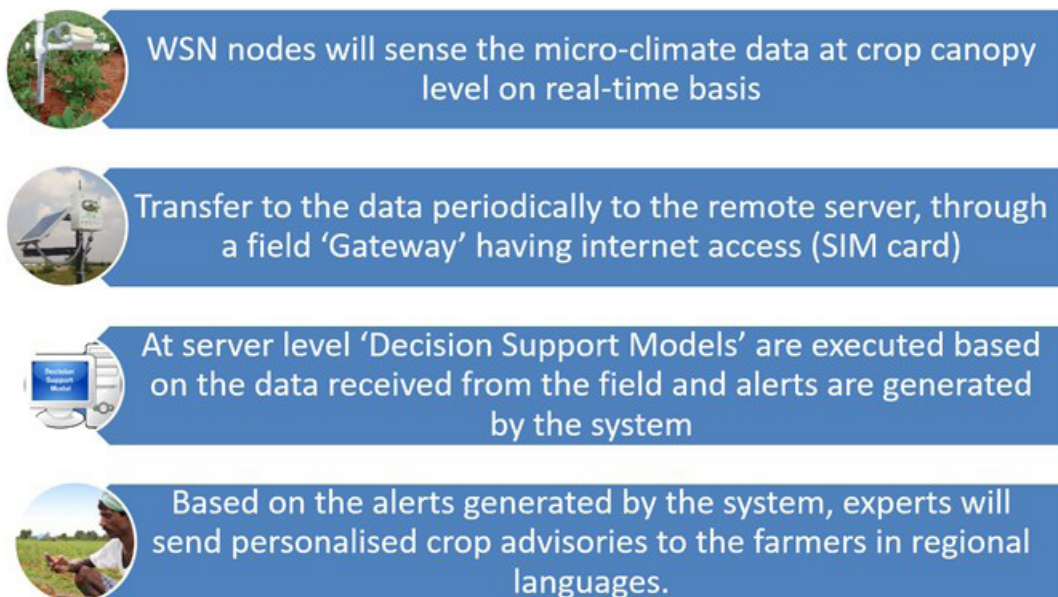 WSN nodes will sense the micro-climate data at crop canopy
level on real-time basis
Transfer to the data periodically to the remote server, through
a field ‘Gateway’ having internet access (SIM card)
Decision
Support
Model
At server level ‘Decision Support Models’ are executed based
on the data received from the field and alerts are generated
by the system
Based on the alerts generated by the system, experts will
send personalised crop advisories to the farmers in regional
languages.